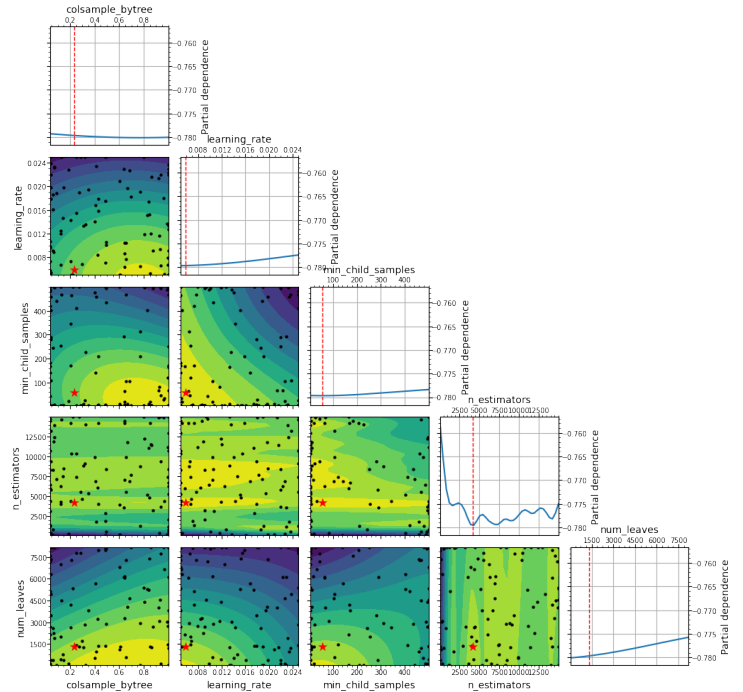 colsample_bytree
0.2 0.4 0.6 0.8
−0.760
−0.765
−0.770
−0.775
−0.780
Partial dependence
learning_rate
0.008 0.012 0.016 0.020 0.024
0.024
0.020
0.016
0.012
0.008
learning_rate
−0.760
−0.765
−0.770
−0.775
−0.780
Partial dependence
min_child_samples
100 200 300 400
400
300
200
100
min_child_samples
−0.760
−0.765
−0.770
−0.775
−0.780
Partial dependence
n_estimators
2500 5000 7500 10000 12500
12500
10000
7500
5000
2500
n_estimators
−0.760
−0.765
−0.770
−0.775
−0.780
Partial dependence
num_leaves
1500 3000 4500 6000 7500
7500
6000
4500
3000
1500
num_leaves
−0.760
−0.765
−0.770
−0.775
−0.780
Partial dependence
0.2 0.4 0.6 0.8
0.008 0.012 0.016 0.020 0.024
100 200 300 400
2500 5000 7500 10000 12500
colsample_bytree learning_rate min_child_samples n_estimators